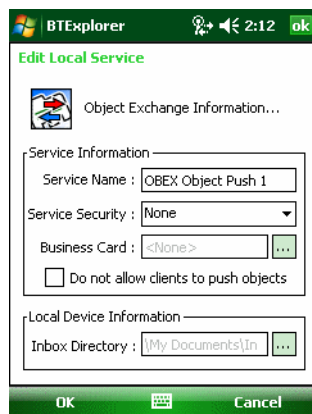 BTExplorer 2:12 ok
Edit Local Service
Object Exchange Information...
Service Information
Service Name : OBEX Object Push 1
Service Security : None
Business Card : <None> ...
Do not allow clients to push objects
Local Device Information
Inbox Directory : \My Documents\In ...
OK Cancel